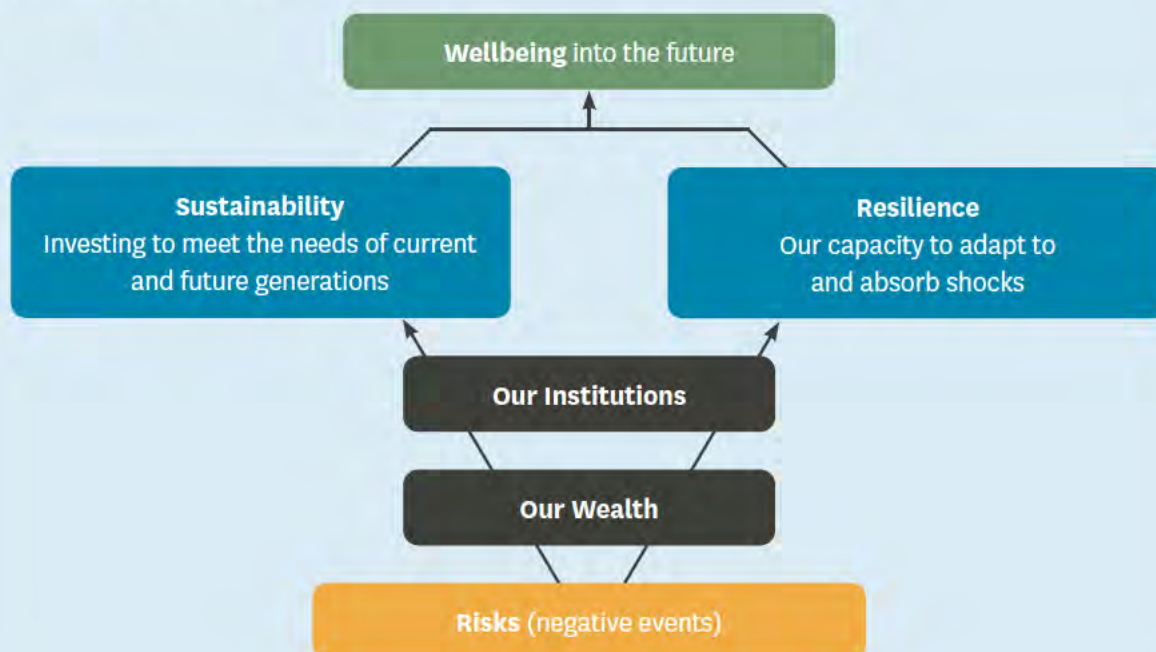 Wellbeing into the future
Sustainability
Investing to meet the needs of current
and future generations
Resilience
Our capacity to adapt to
and absorb shocks
Our Institutions
Our Wealth
Risks (negative events)